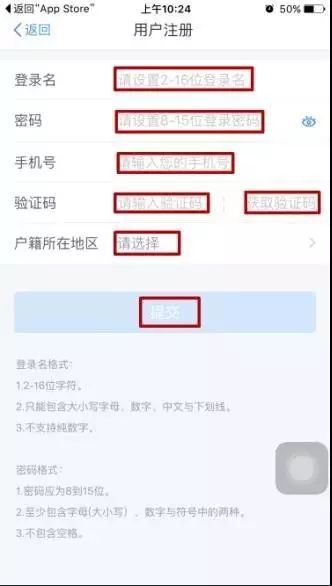 返回“App Store”
上午10:24
50%
返回
用户注册
登录名 请设置2-16位登录名
密码 请设置8-15位登录密码
手机号 请输入您的手机号
验证码 请输入验证码 获取验证码
户籍所在地区 请选择
提交
登录名格式:
1.2-16位字符。
2.只能包含大小写字母、数字、中文与下划线。
3.不支持纯数字。
密码格式:
1.密码应为8到15位。
2.至少包含字母(大小写)、数字与符号中的两种。
3.不包含空格。